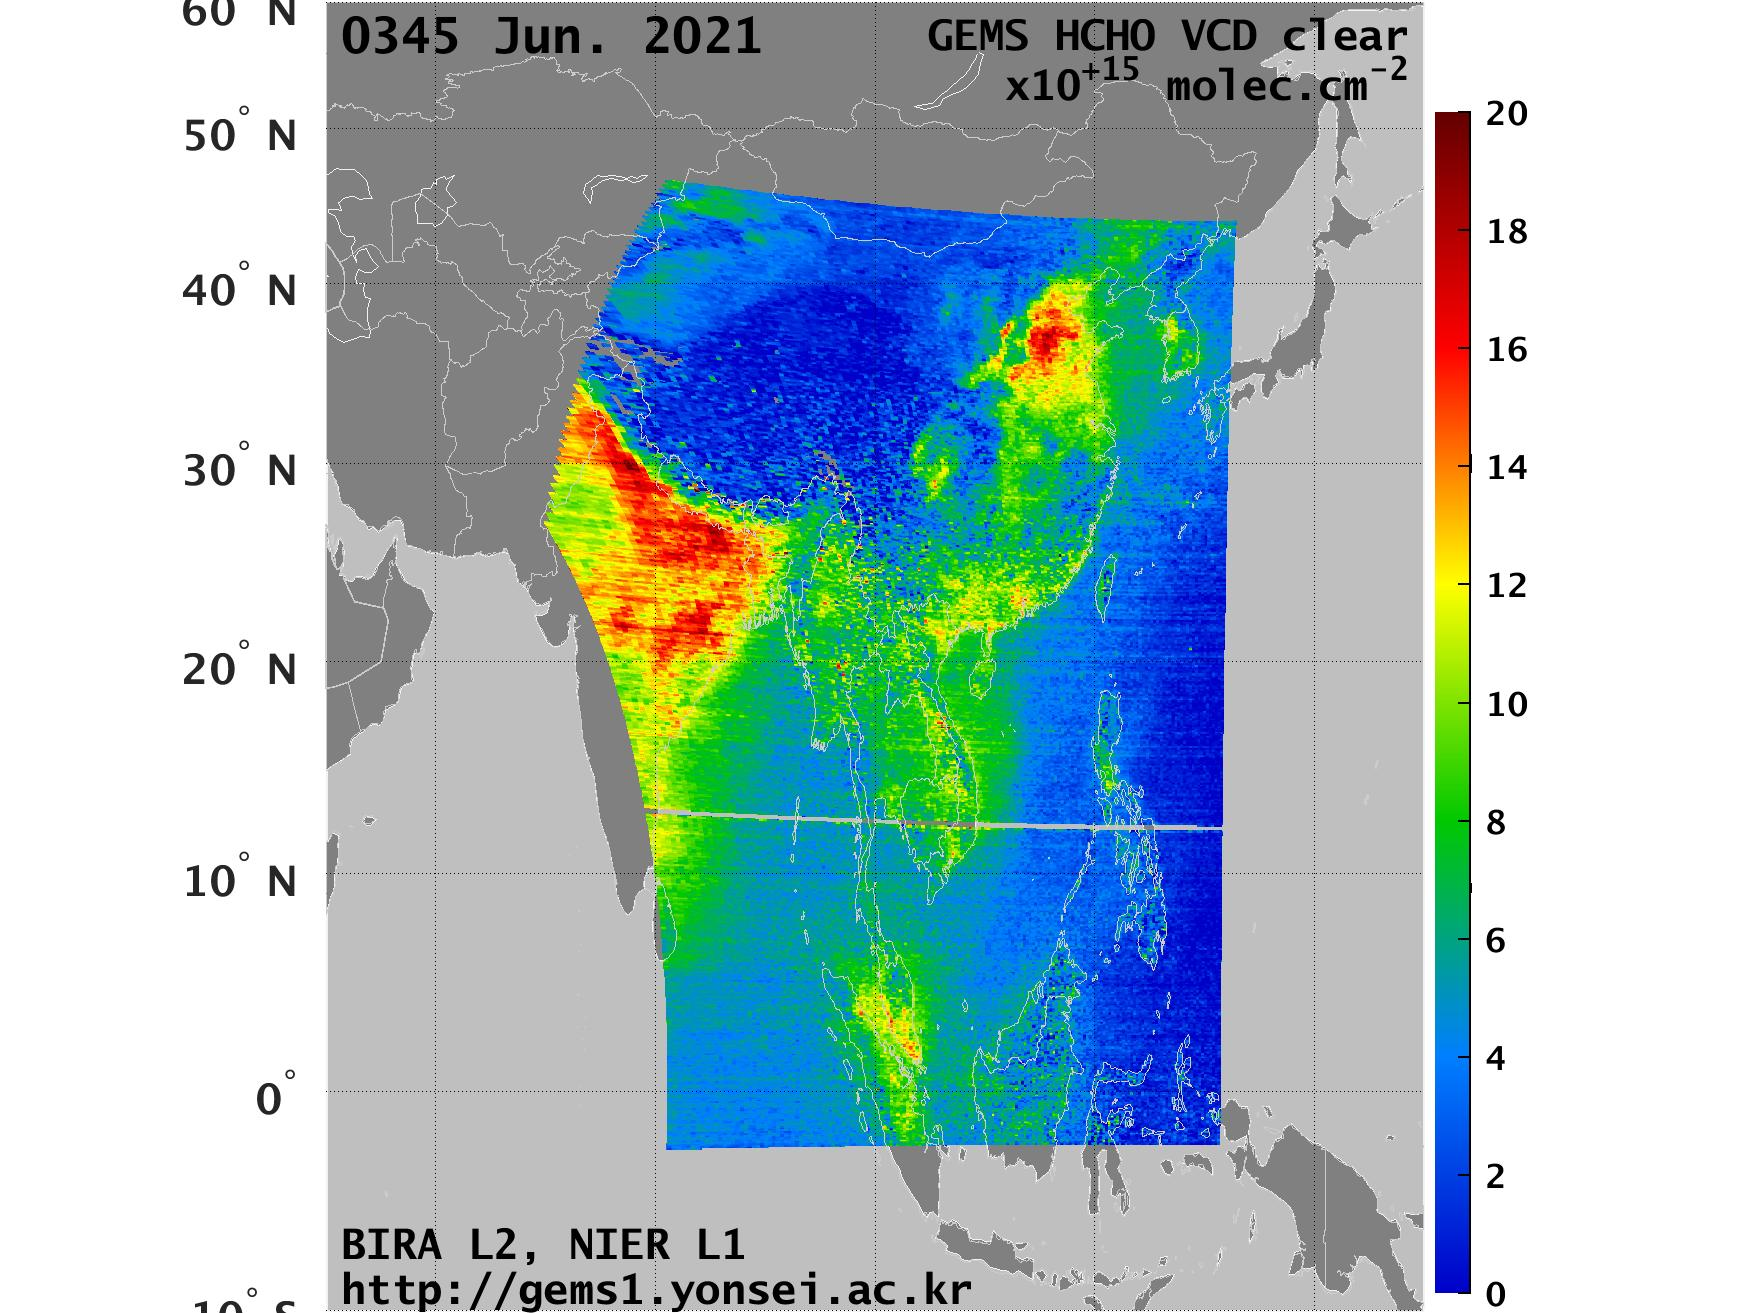 60° N
0345 Jun. 2021
GEMS HCHO VCD clear
x10+15 molec.cm−2
50° N
40° N
30° N
20° N
10° N
0°
10° S
20
18
16
14
12
10
8
6
4
2
0
BIRA L2, NIER L1
http://gems1.yonsei.ac.kr